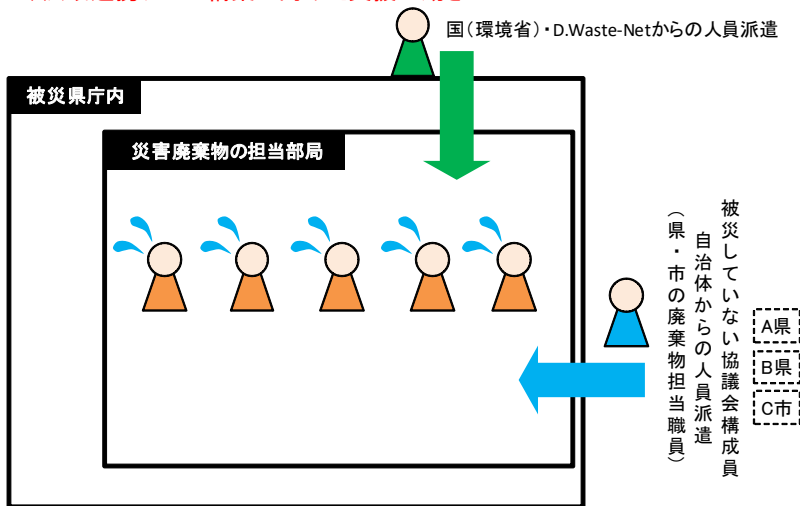 国(環境省)・D.Waste-Netからの人員派遣
被災県庁内
災害廃棄物の担当部局
被災していない協議会構成員
自治体からの人員派遣
(県・市の廃棄物担当職員)
A県
B県
C市